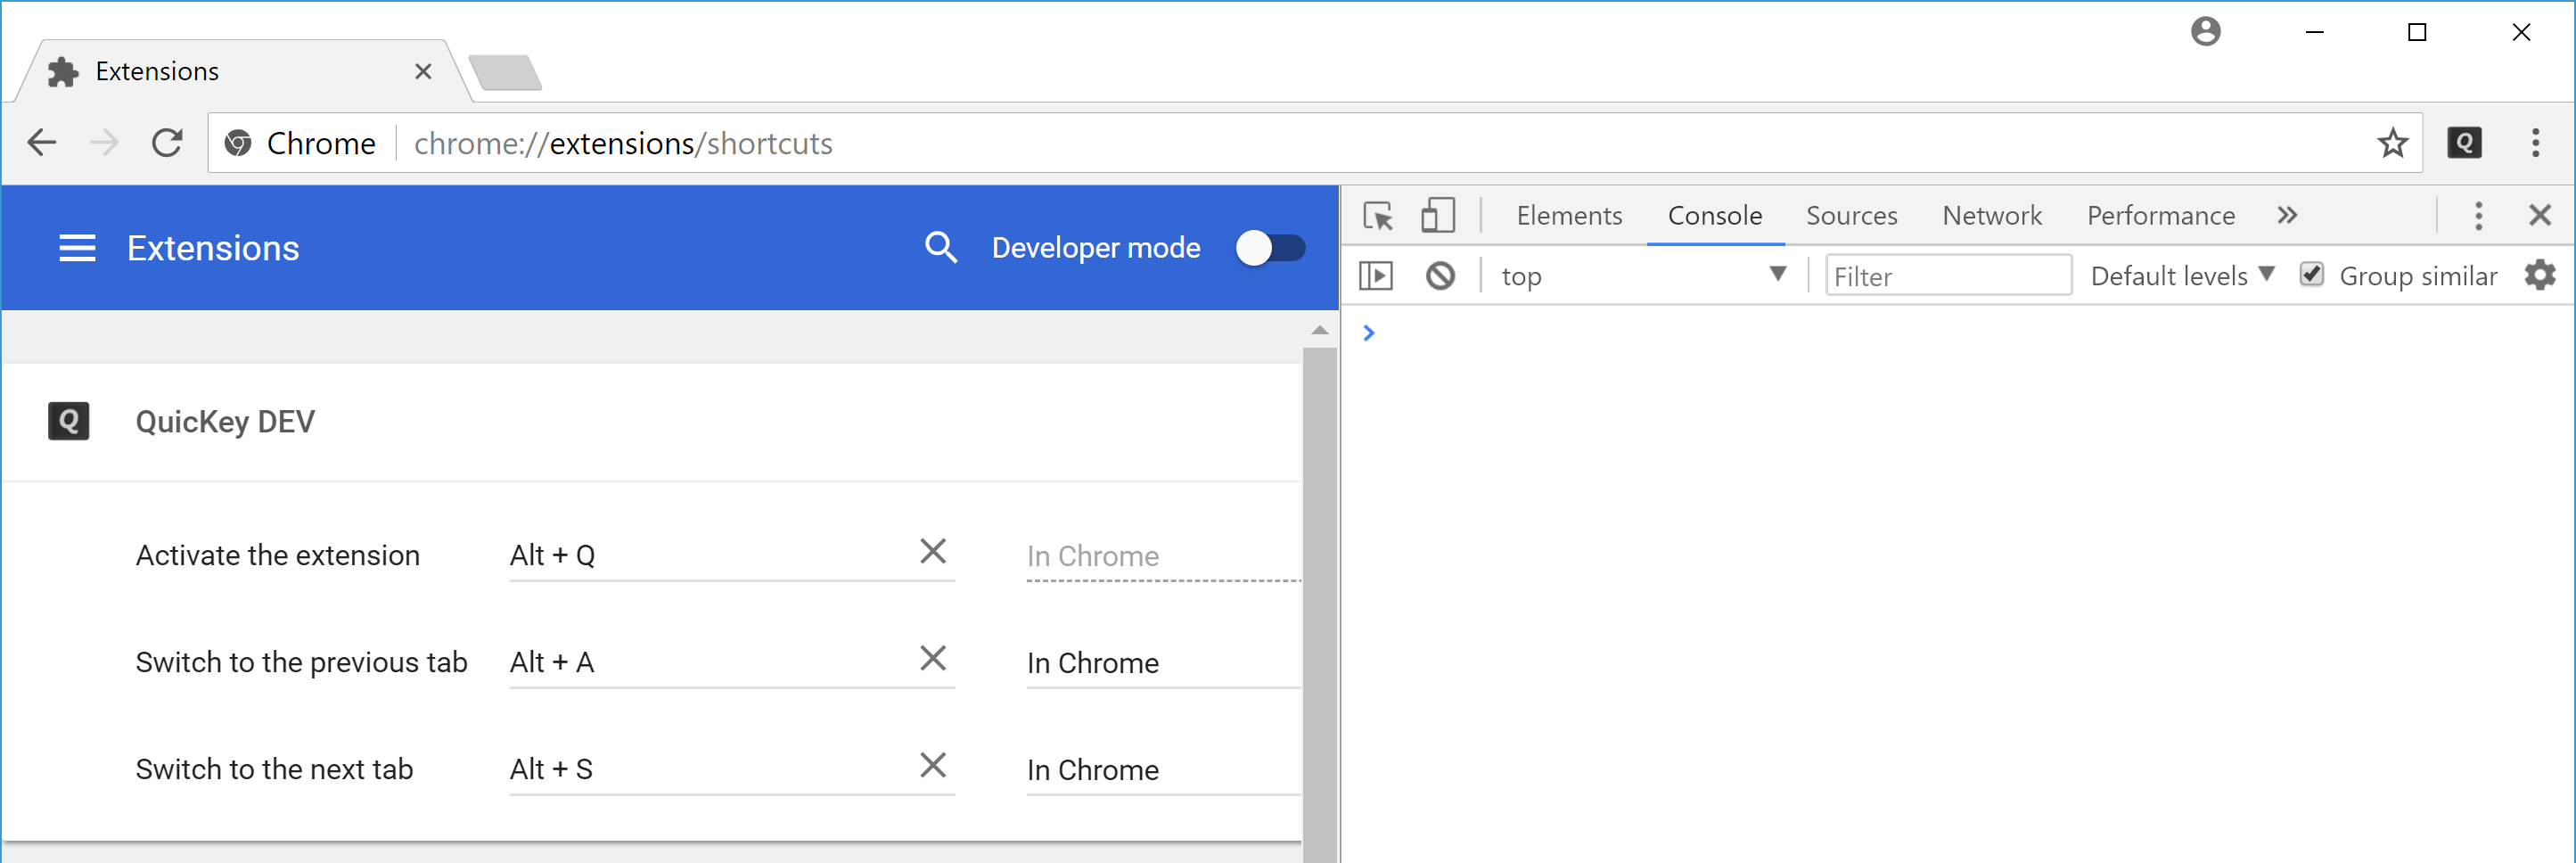 Extensions
Chrome chrome://extensions/shortcuts Q
Extensions Developer mode
Elements Console Sources Network Performance »
top Filter Default levels Group similar
Q QuicKey DEV
Activate the extension Alt + Q In Chrome
Switch to the previous tab Alt + A In Chrome
Switch to the next tab Alt + S In Chrome